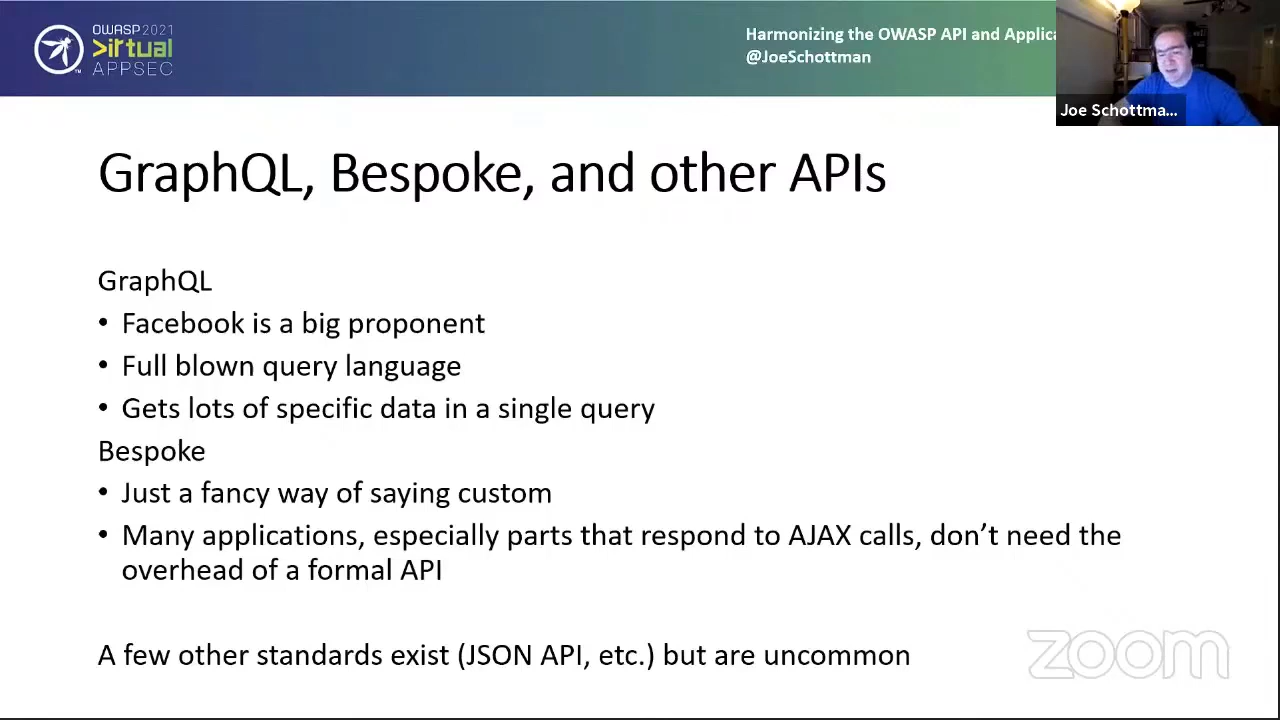 OWASP 2021
>irtual
APPSEC
Harmonizing the OWASP API and Applica
@JoeSchottman
Joe Schottma...
GraphQL, Bespoke, and other APIs
GraphQL
• Facebook is a big proponent
• Full blown query language
• Gets lots of specific data in a single query
Bespoke
• Just a fancy way of saying custom
• Many applications, especially parts that respond to AJAX calls, don’t need the
overhead of a formal API
A few other standards exist (JSON API, etc.) but are uncommon
zoom